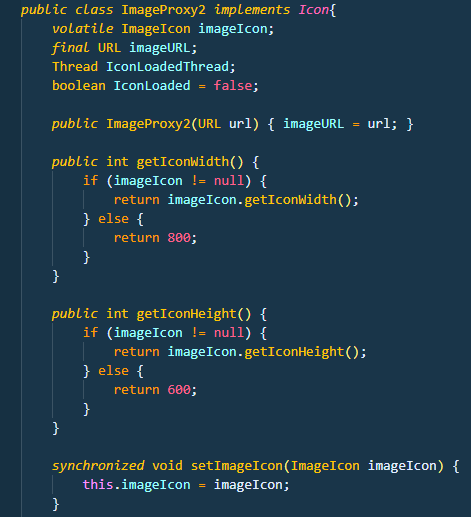 public class ImageProxy2 implements Icon{
    volatile ImageIcon imageIcon;
    final URL imageURL;
    Thread IconLoadedThread;
    boolean IconLoaded = false;

    public ImageProxy2(URL url) { imageURL = url; }

    public int getIconWidth() {
        if (imageIcon != null) {
            return imageIcon.getIconWidth();
        } else {
            return 800;
        }
    }

    public int getIconHeight() {
        if (imageIcon != null) {
            return imageIcon.getIconHeight();
        } else {
            return 600;
        }
    }

    synchronized void setImageIcon(ImageIcon imageIcon) {
        this.imageIcon = imageIcon;
    }